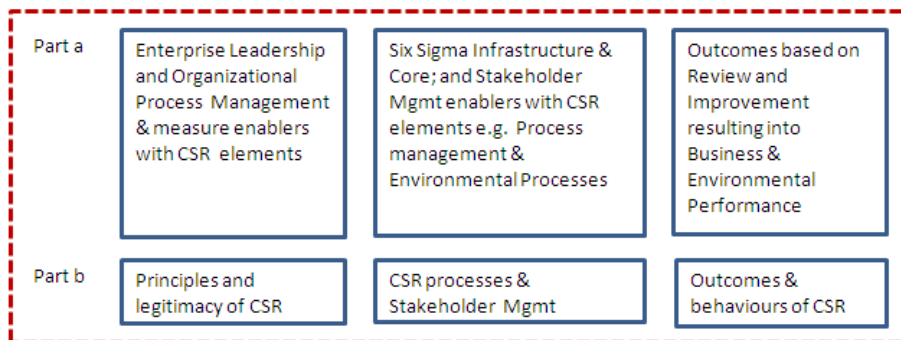 Part a
Enterprise Leadership
and Organizational
Process Management
& measure enablers
with CSR elements
Six Sigma Infrastructure &
Core; and Stakeholder
Mgmt enablers with CSR
elements e.g. Process
management &
Environmental Processes
Outcomes based on
Review and
Improvement
resulting into
Business &
Environmental
Performance
Part b
Principles and
legitimacy of CSR
CSR processes &
Stakeholder Mgmt
Outcomes &
behaviours of CSR